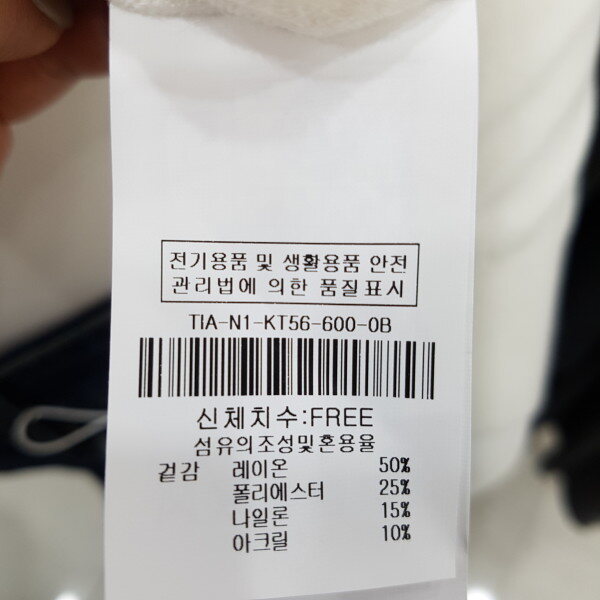 전기용품 및 생활용품 안전
관리법에 의한 품질표시
TIA-N1-KT56-600-0B
신체치수:FREE
섬유의조성및혼용율
겉감 레이온 50%
폴리에스터 25%
나일론 15%
아크릴 10%